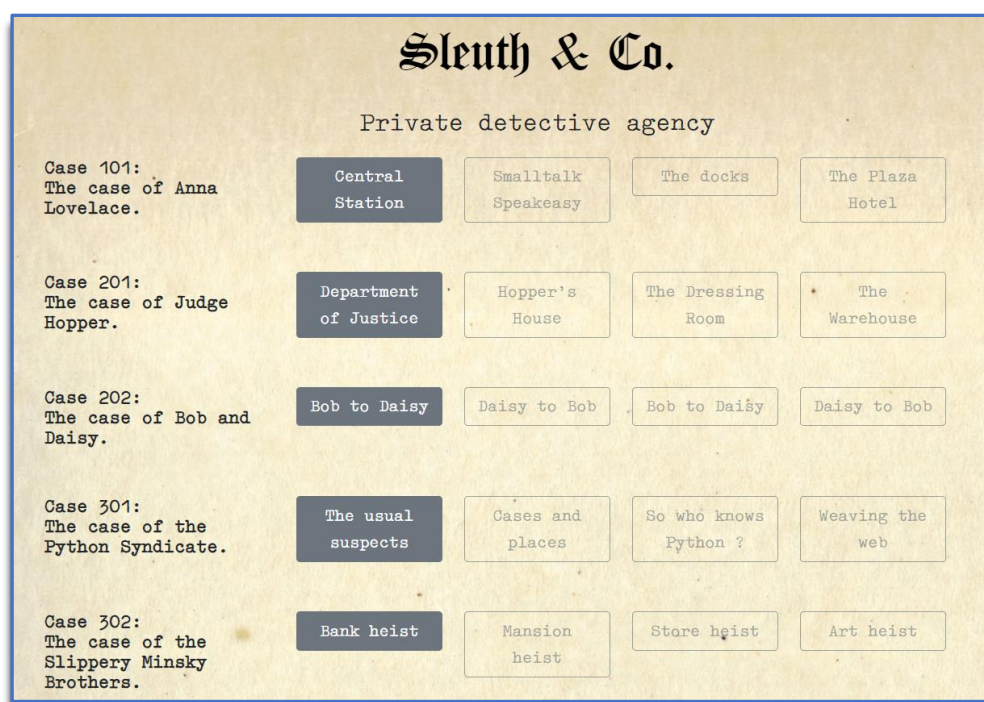 Sleuth & Co.
Private detective agency
Case 101:
The case of Anna
Lovelace.
Central
Station
Smalltalk
Speakeasy
The docks
The Plaza
Hotel
Case 201:
The case of Judge
Hopper.
Department
of Justice
Hopper's
House
The Dressing
Room
The
Warehouse
Case 202:
The case of Bob and
Daisy.
Bob to Daisy
Daisy to Bob
Bob to Daisy
Daisy to Bob
Case 301:
The case of the
Python Syndicate.
The usual
suspects
Cases and
places
So who knows
Python ?
Weaving the
web
Case 302:
The case of the
Slippery Minsky
Brothers.
Bank heist
Mansion
heist
Store heist
Art heist